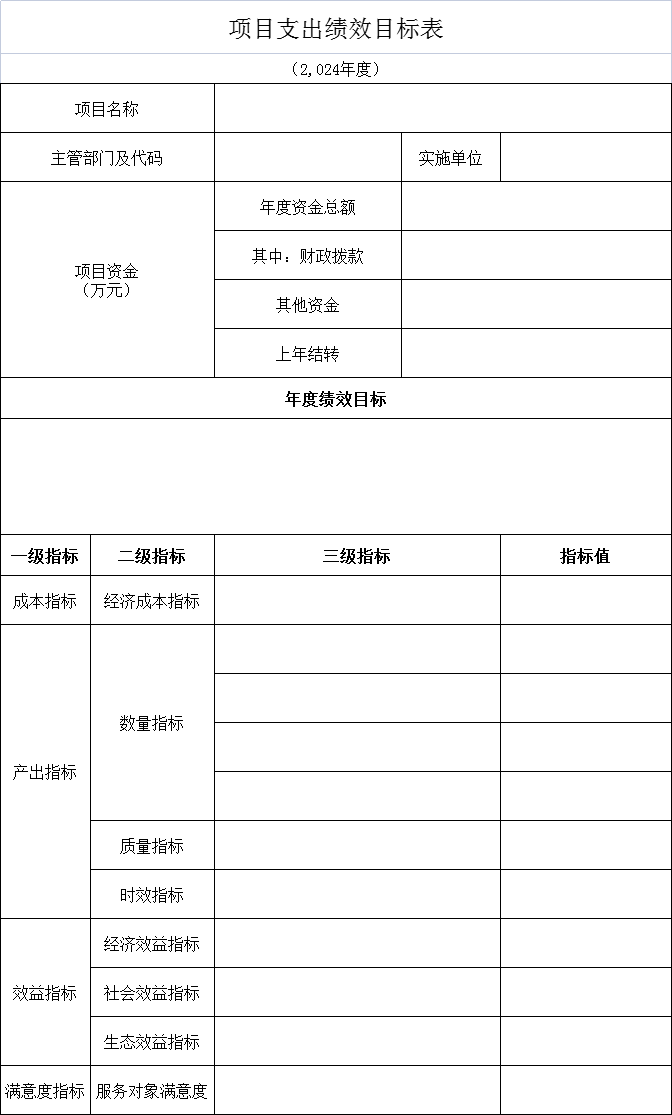 项目支出绩效目标表
（2,024年度）
项目名称
主管部门及代码 实施单位
项目资金
（万元）
年度资金总额
其中：财政拨款
其他资金
上年结转
年度绩效目标
一级指标 二级指标 三级指标 指标值
成本指标 经济成本指标
产出指标
数量指标
质量指标
时效指标
效益指标
经济效益指标
社会效益指标
生态效益指标
满意度指标 服务对象满意度